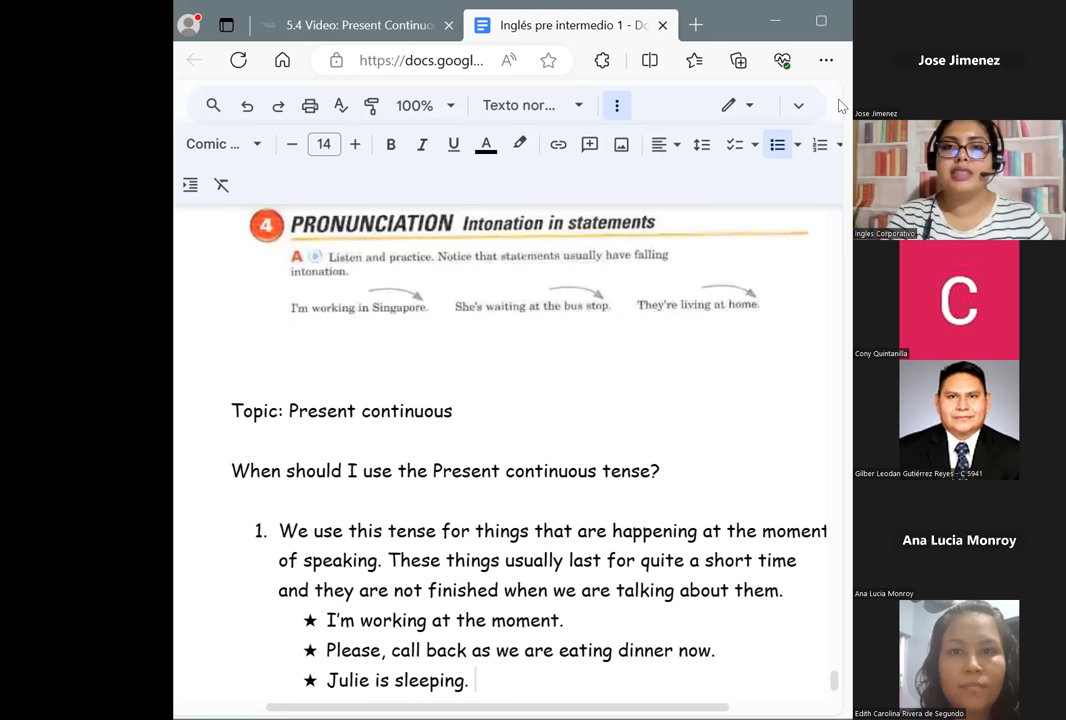 5.4 Video: Present Continuo
Inglés pre intermedio 1 - Do
https://docs.googl...
100%
Texto nor...
Comic ...
14
B I U A
4 PRONUNCIATION Intonation in statements
A Listen and practice. Notice that statements usually have falling
intonation.
I'm working in Singapore. She's waiting at the bus stop. They're living at home.
Topic: Present continuous
When should I use the Present continuous tense?
1. We use this tense for things that are happening at the moment
of speaking. These things usually last for quite a short time
and they are not finished when we are talking about them.
★ I'm working at the moment.
★ Please, call back as we are eating dinner now.
★ Julie is sleeping.
Jose Jimenez
Jose Jimenez
Ingles Corporativo
C
Cony Quintanilla
Gilber Leodan Gutiérrez Reyes - C 5941
Ana Lucia Monroy
Ana Lucia Monroy
Edith Carolina Rivera de Segundo